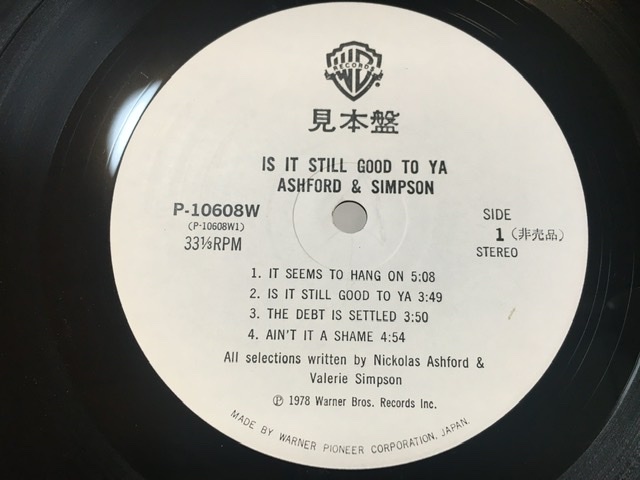 RECORDS
見本盤
IS IT STILL GOOD TO YA
ASHFORD & SIMPSON
P-10608W
(P-10608W1)
33⅓RPM
SIDE
1 (非売品)
STEREO
1. IT SEEMS TO HANG ON 5:08
2. IS IT STILL GOOD TO YA 3:49
3. THE DEBT IS SETTLED 3:50
4. AIN'T IT A SHAME 4:54
All selections written by Nickolas Ashford &
Valerie Simpson
Ⓟ 1978 Warner Bros. Records Inc.
MADE BY WARNER PIONEER CORPORATION, JAPAN.